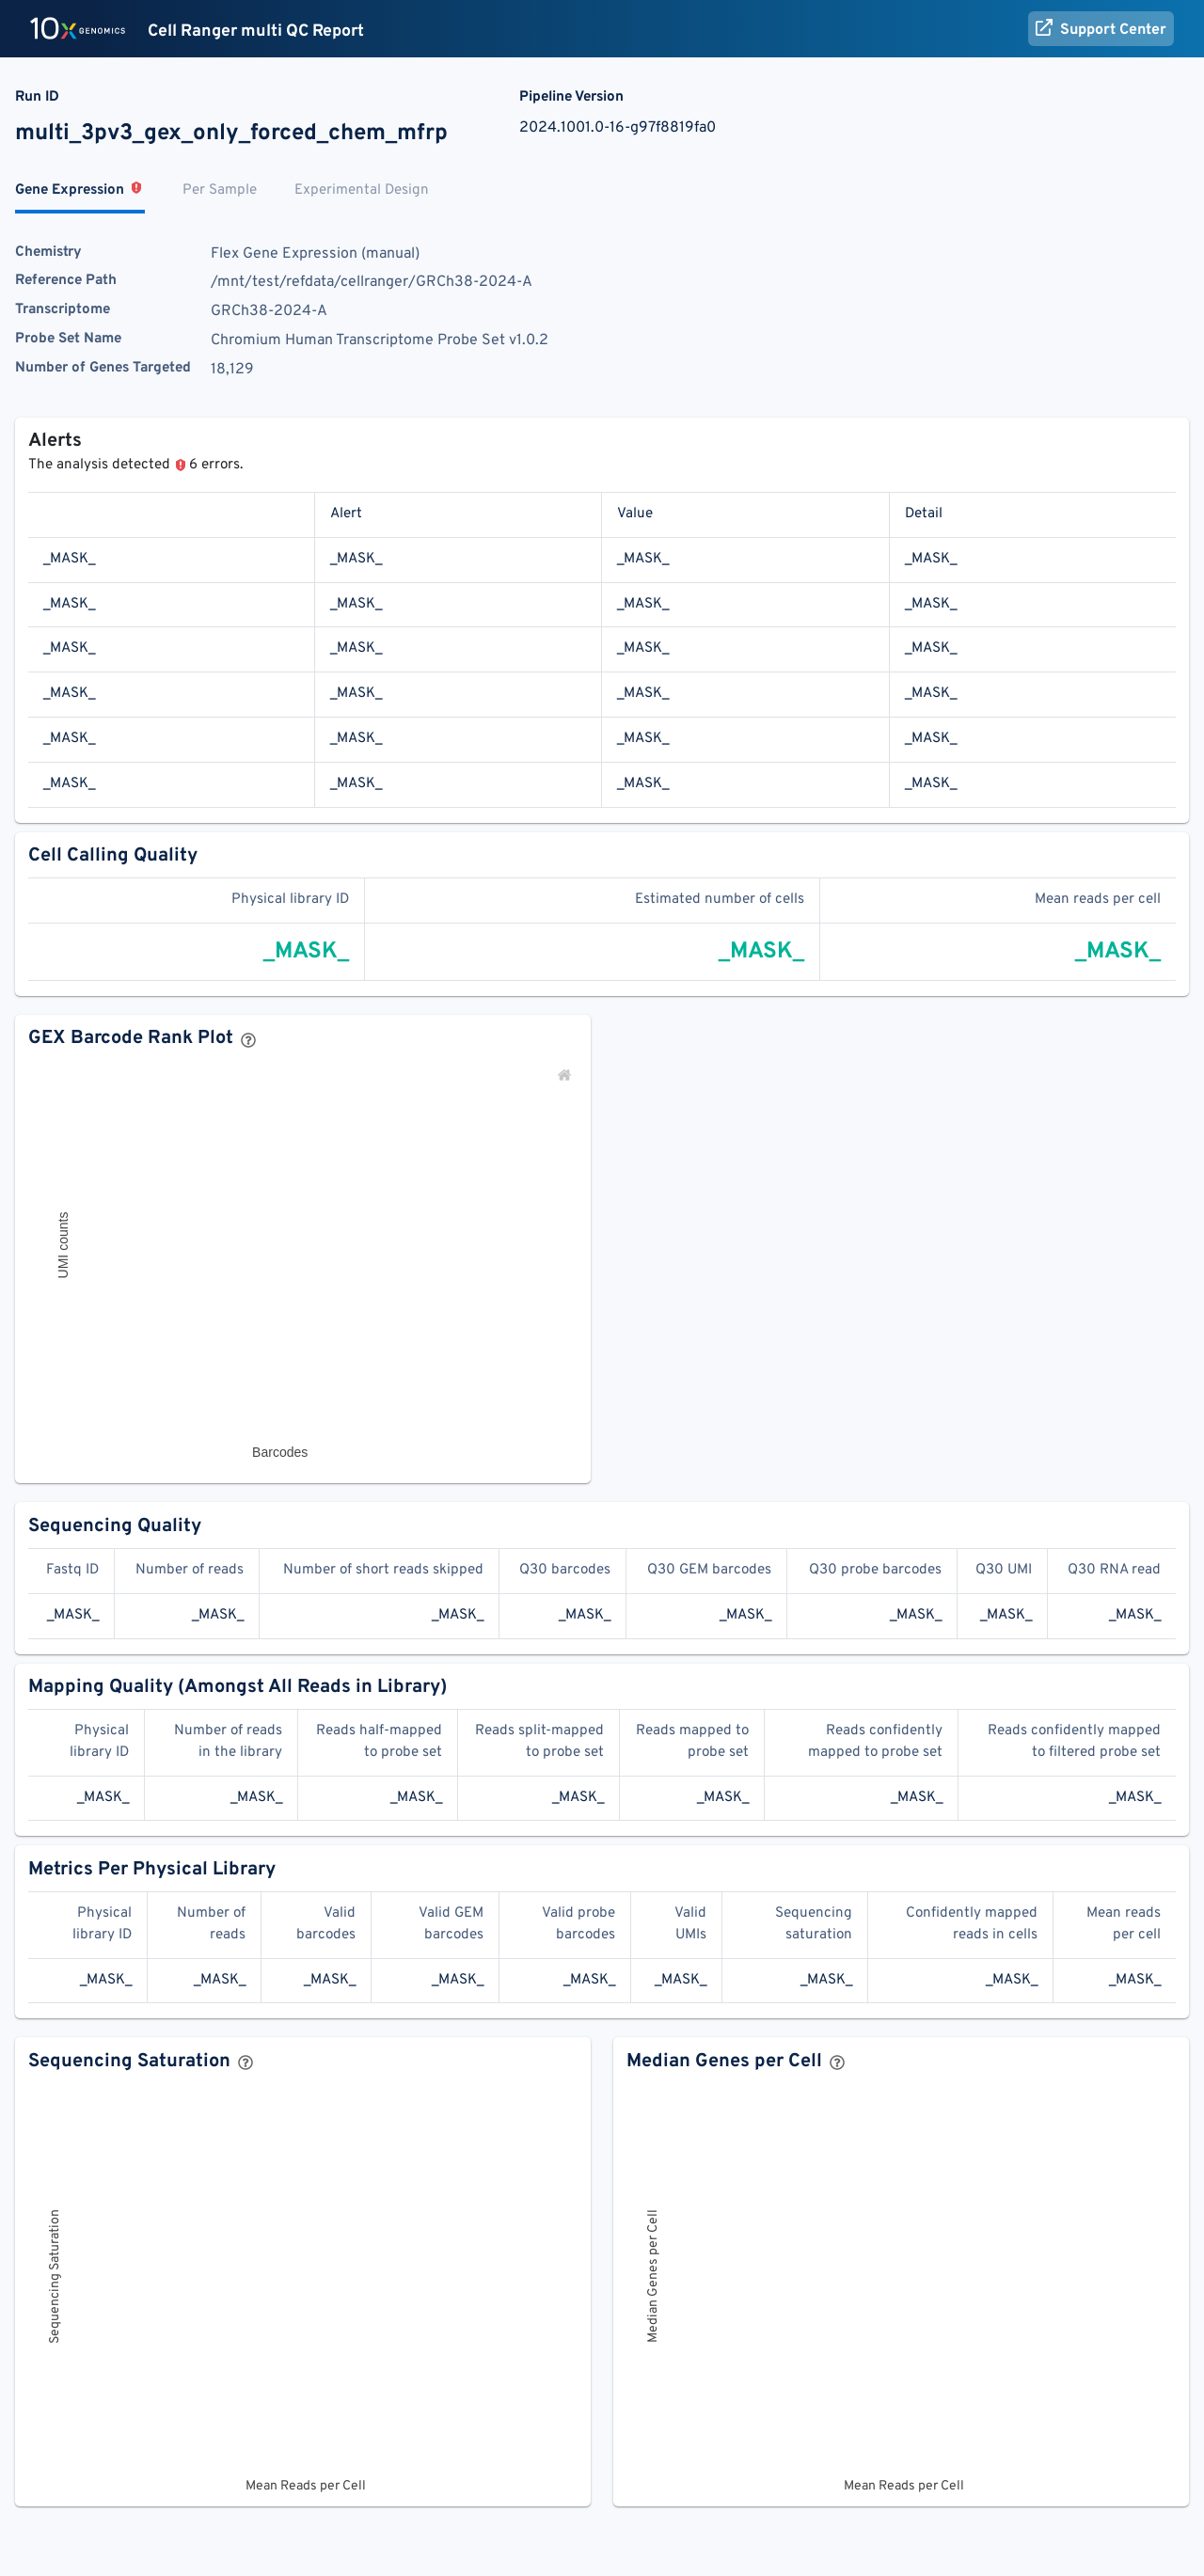 10x GENOMICS Cell Ranger multi QC Report Support Center
Run ID Pipeline Version
multi_3pv3_gex_only_forced_chem_mfrp 2024.1001.0-16-g97f8819fa0
Gene Expression Per Sample Experimental Design
Chemistry Flex Gene Expression (manual)
Reference Path /mnt/test/refdata/cellranger/GRCh38-2024-A
Transcriptome GRCh38-2024-A
Probe Set Name Chromium Human Transcriptome Probe Set v1.0.2
Number of Genes Targeted 18,129
Alerts
The analysis detected 6 errors.
Alert Value Detail
_MASK_ _MASK_ _MASK_ _MASK_
_MASK_ _MASK_ _MASK_ _MASK_
_MASK_ _MASK_ _MASK_ _MASK_
_MASK_ _MASK_ _MASK_ _MASK_
_MASK_ _MASK_ _MASK_ _MASK_
_MASK_ _MASK_ _MASK_ _MASK_
Cell Calling Quality
Physical library ID Estimated number of cells Mean reads per cell
_MASK_ _MASK_ _MASK_
GEX Barcode Rank Plot ?
UMI counts
Barcodes
Sequencing Quality
Fastq ID Number of reads Number of short reads skipped Q30 barcodes Q30 GEM barcodes Q30 probe barcodes Q30 UMI Q30 RNA read
_MASK_ _MASK_ _MASK_ _MASK_ _MASK_ _MASK_ _MASK_ _MASK_
Mapping Quality (Amongst All Reads in Library)
Physical Number of reads Reads half-mapped Reads split-mapped Reads mapped to Reads confidently Reads confidently mapped
library ID in the library to probe set to probe set probe set mapped to probe set to filtered probe set
_MASK_ _MASK_ _MASK_ _MASK_ _MASK_ _MASK_ _MASK_
Metrics Per Physical Library
Physical Number of Valid Valid GEM Valid probe Valid Sequencing Confidently mapped Mean reads
library ID reads barcodes barcodes barcodes UMIs saturation reads in cells per cell
_MASK_ _MASK_ _MASK_ _MASK_ _MASK_ _MASK_ _MASK_ _MASK_ _MASK_
Sequencing Saturation ? Median Genes per Cell ?
Sequencing Saturation Median Genes per Cell
Mean Reads per Cell Mean Reads per Cell